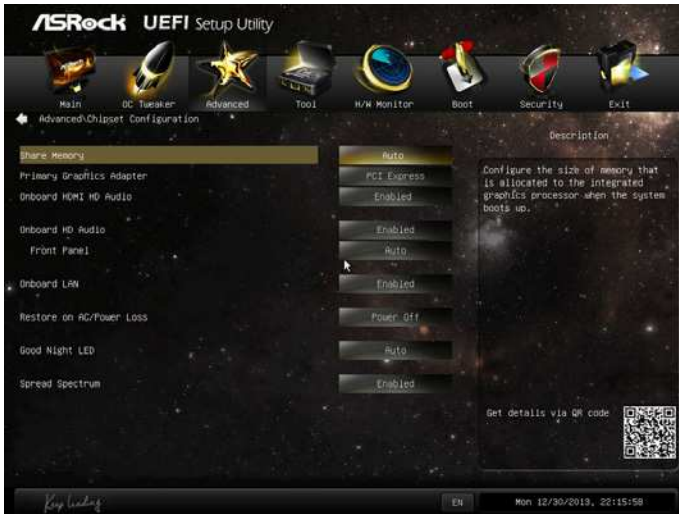 ASRock UEFI Setup Utility
Main OC Tweaker Advanced Tool H/W Monitor Boot Security Exit
Advanced\Chipset Configuration
Description
Share Memory Auto
Configure the size of memory that
is allocated to the integrated
graphics processor when the system
boots up.
Primary Graphics Adapter PCI Express
Onboard HDMI HD Audio Enabled
Onboard HD Audio Enabled
Front Panel Auto
Onboard LAN Enabled
Restore on AC/Power Loss Power Off
Good Night LED Auto
Spread Spectrum Enabled
Get details via QR code
Keep Leading
EN Mon 12/30/2013, 22:15:58